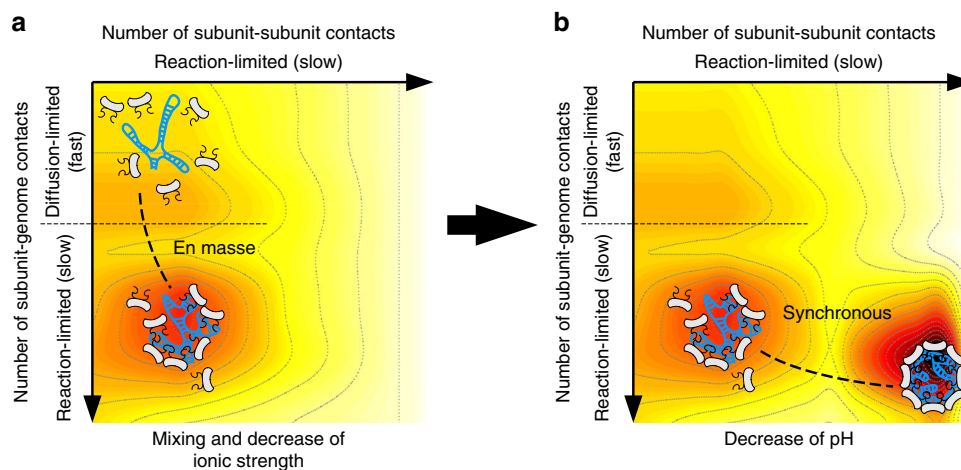 a
Number of subunit-subunit contacts
Reaction-limited (slow)
Number of subunit-genome contacts
Diffusion-limited
(fast)
Reaction-limited (slow)
En masse
Mixing and decrease of
ionic strength
b
Number of subunit-subunit contacts
Reaction-limited (slow)
Number of subunit-genome contacts
Diffusion-limited
(fast)
Reaction-limited (slow)
Synchronous
Decrease of pH